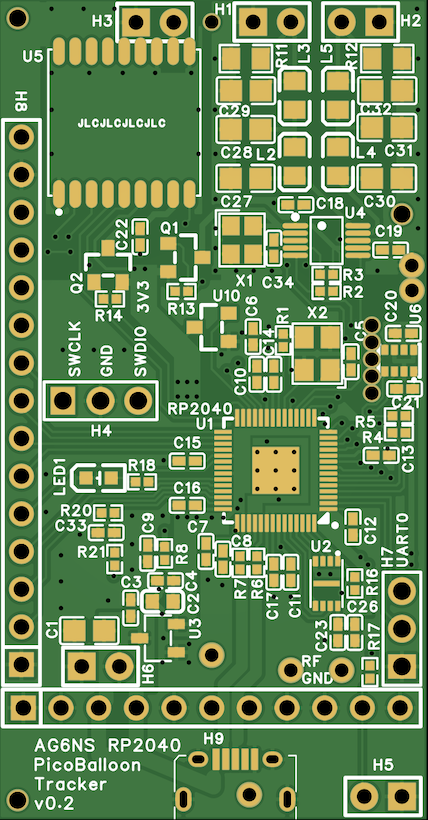 H3
H1
H2
U5
R11
L3
L5
R12
H8
C29
C32
JLCJLCJLCJLC
C28
L2
L4
C31
C27
C30
C18
U4
C22
Q1
C19
X1
C34
R3
R2
Q2
R14
3V3
R13
U10
C6
R1
X2
C5
C20
U6
SWCLK
GND
SWDIO
C14
C10
C21
H4
RP2040
U1
R5
R4
C13
C15
LED1
R18
C16
R20
C33
C9
C7
C12
R21
R8
C8
U2
H7
UART0
C3
C4
C2
R7
R6
C17
R16
C26
C1
U3
C23
R17
H6
RF
GND
AG6NS RP2040
PicoBalloon
Tracker
v0.2
H9
H5